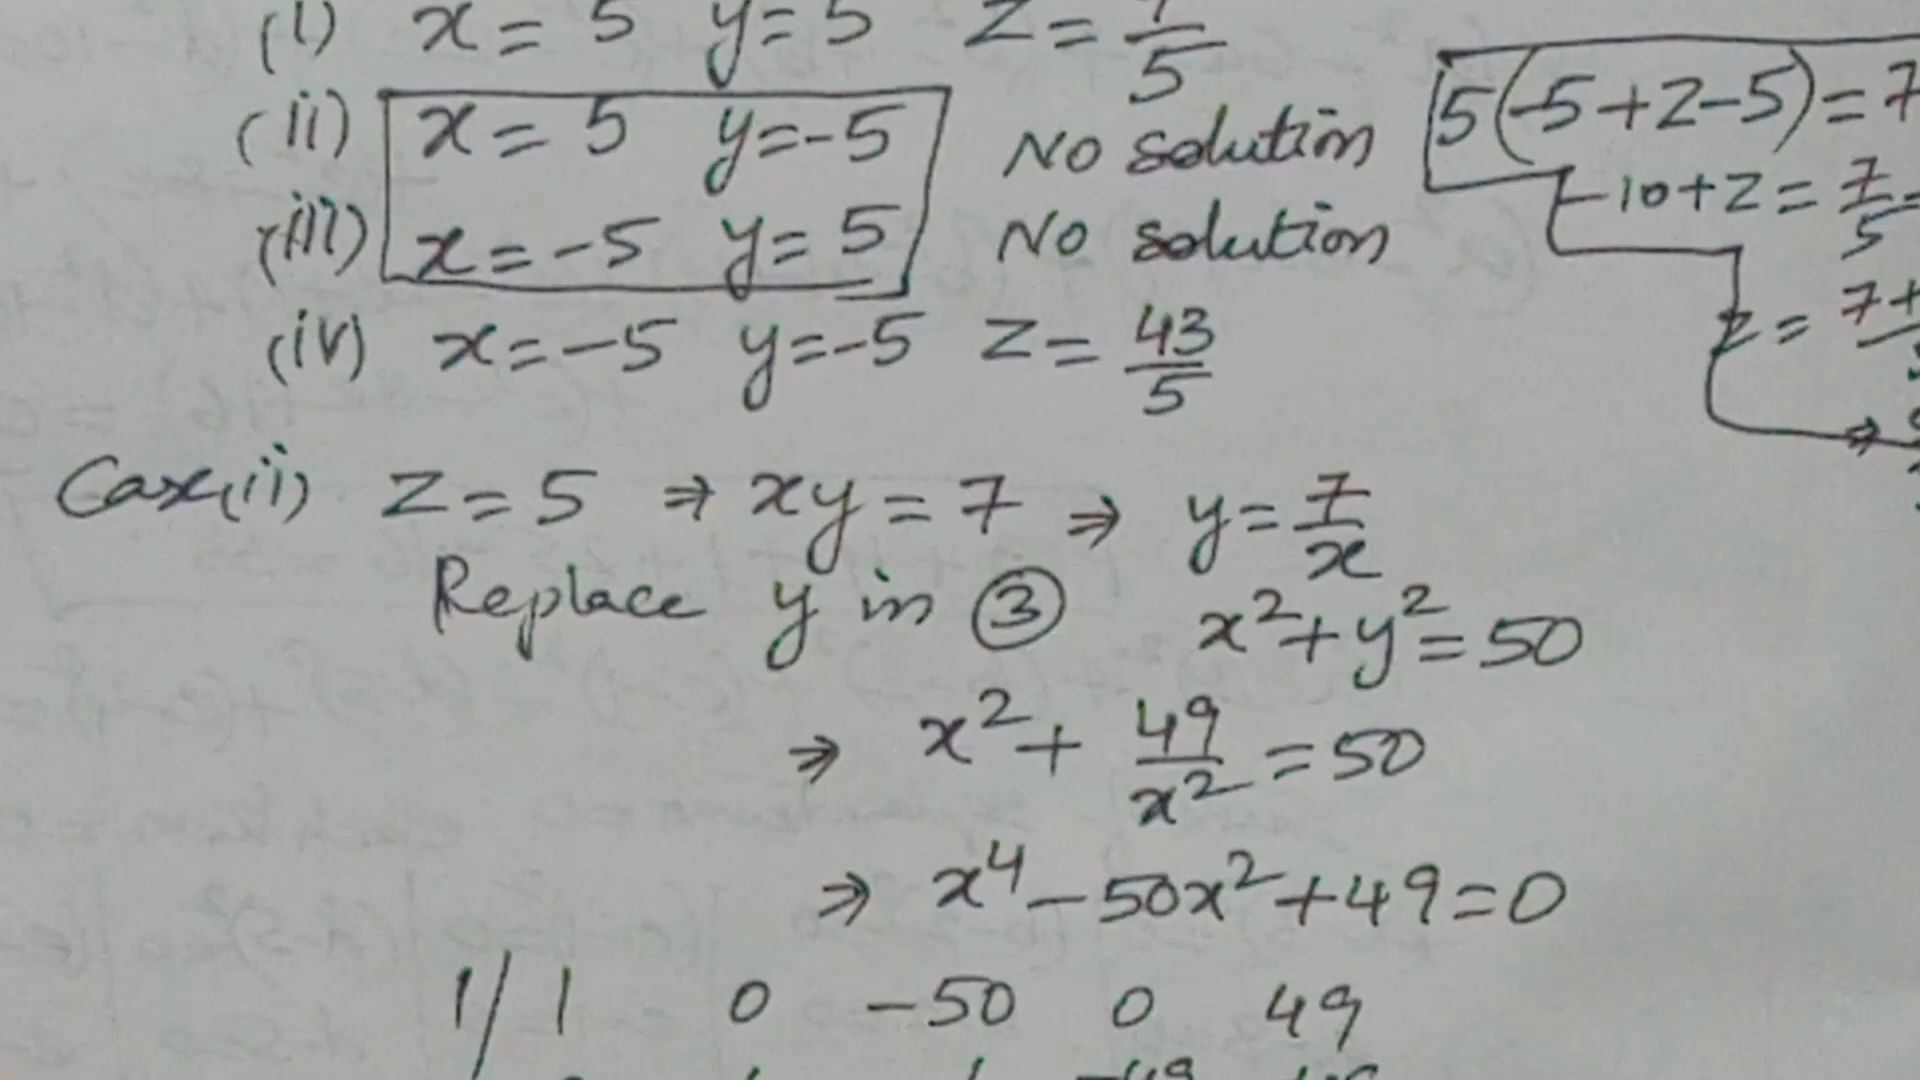 (i) x = 5 y = 5 z = 7/5
(ii) x = 5 y = -5 No solution
(iii) x = -5 y = 5 No solution
(iv) x = -5 y = -5 z = 43/5
5(-5+z-5) = 7
-10+z = 7/5
z = 7+
Case(ii) z = 5 ⇒ xy = 7 ⇒ y = 7/x
Replace y in ③ x² + y² = 50
⇒ x² + 49/x² = 50
⇒ x⁴ - 50x² + 49 = 0
1 / 1 0 -50 0 49